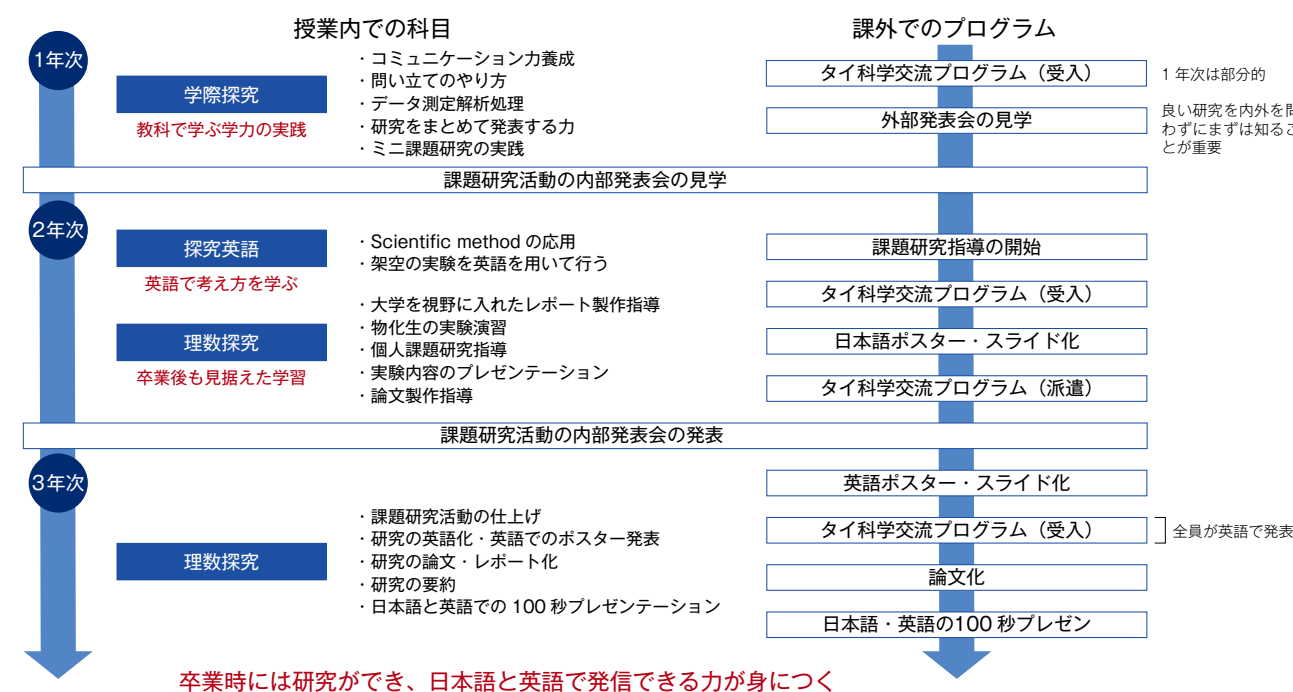 授業内での科目
課外でのプログラム
1年次
学際探究
教科で学ぶ学力の実践
・コミュニケーション力養成
・問い立てのやり方
・データ測定解析処理
・研究をまとめて発表する力
・ミニ課題研究の実践
タイ科学交流プログラム（受入）
1 年次は部分的
外部発表会の見学
良い研究を内外を問
わずにまずは知るこ
とが重要
課題研究活動の内部発表会の見学
2年次
探究英語
英語で考え方を学ぶ
・Scientific method の応用
・架空の実験を英語を用いて行う
理数探究
卒業後も見据えた学習
・大学を視野に入れたレポート製作指導
・物化生の実験演習
・個人課題研究指導
・実験内容のプレゼンテーション
・論文製作指導
課題研究指導の開始
タイ科学交流プログラム（受入）
日本語ポスター・スライド化
タイ科学交流プログラム（派遣）
課題研究活動の内部発表会の発表
3年次
理数探究
・課題研究活動の仕上げ
・研究の英語化・英語でのポスター発表
・研究の論文・レポート化
・研究の要約
・日本語と英語での 100 秒プレゼンテーション
英語ポスター・スライド化
タイ科学交流プログラム（受入）
全員が英語で発表
論文化
日本語・英語の100 秒プレゼン
卒業時には研究ができ、日本語と英語で発信できる力が身につく